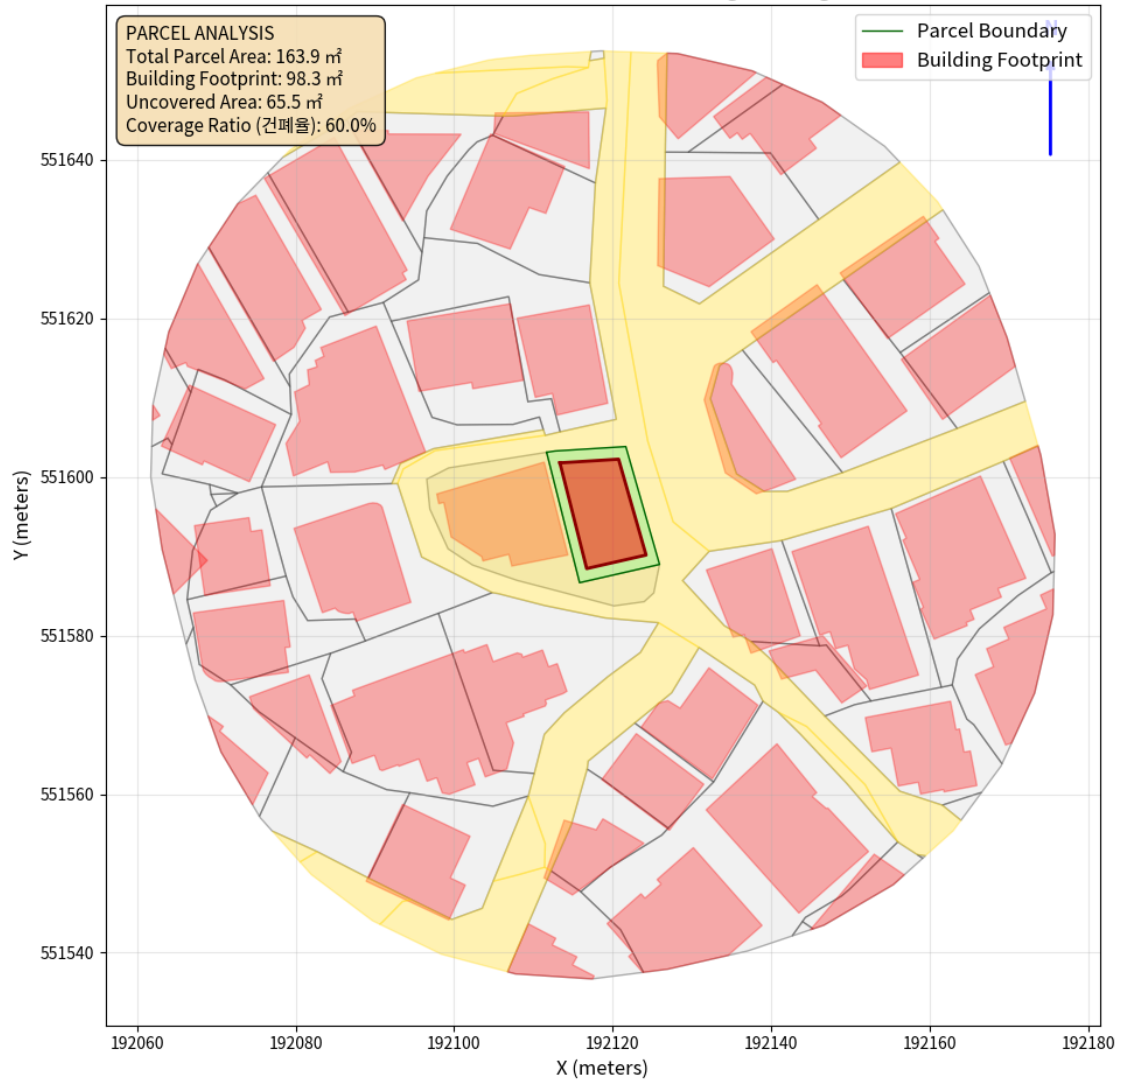 PARCEL ANALYSIS
Total Parcel Area: 163.9 ㎡
Building Footprint: 98.3 ㎡
Uncovered Area: 65.5 ㎡
Coverage Ratio (건폐율): 60.0%
Parcel Boundary
Building Footprint
N
551640
551620
551600
551580
551560
551540
Y (meters)
192060 192080 192100 192120 192140 192160 192180
X (meters)